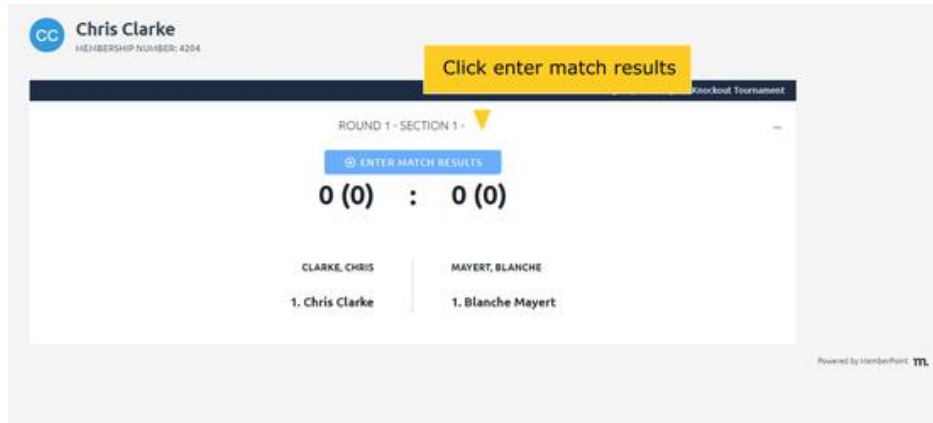 CC
Chris Clarke
MEMBERSHIP NUMBER: 4204
Click enter match results
Knockout Tournament
ROUND 1 - SECTION 1 -
ENTER MATCH RESULTS
0 (0) : 0 (0)
CLARKE, CHRIS MAYERT, BLANCHE
1. Chris Clarke 1. Blanche Mayert
Powered by MemberPoint m.